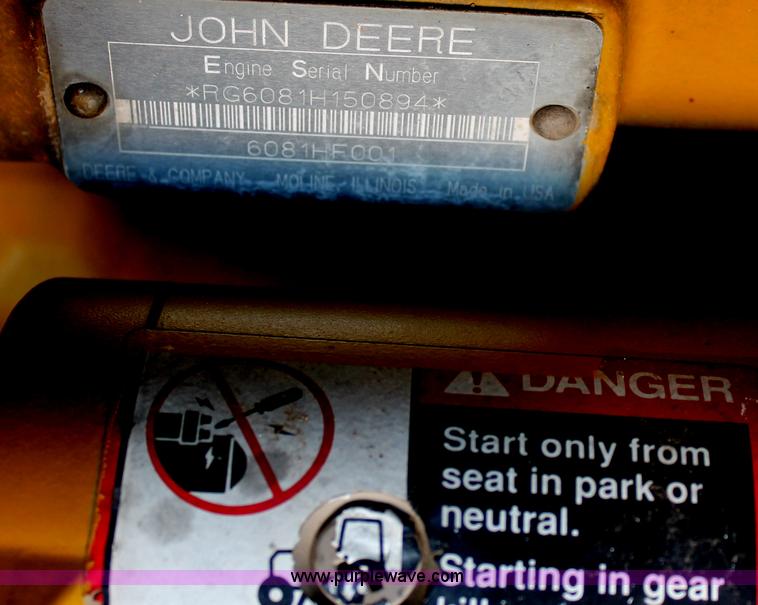 JOHN DEERE
Engine Serial Number
*RG6081H150894*
6081HF001
DEERE & COMPANY MOLINE, ILLINOIS Made in USA
DANGER
Start only from
seat in park or
neutral.
Starting in gear
www.purplewave.com